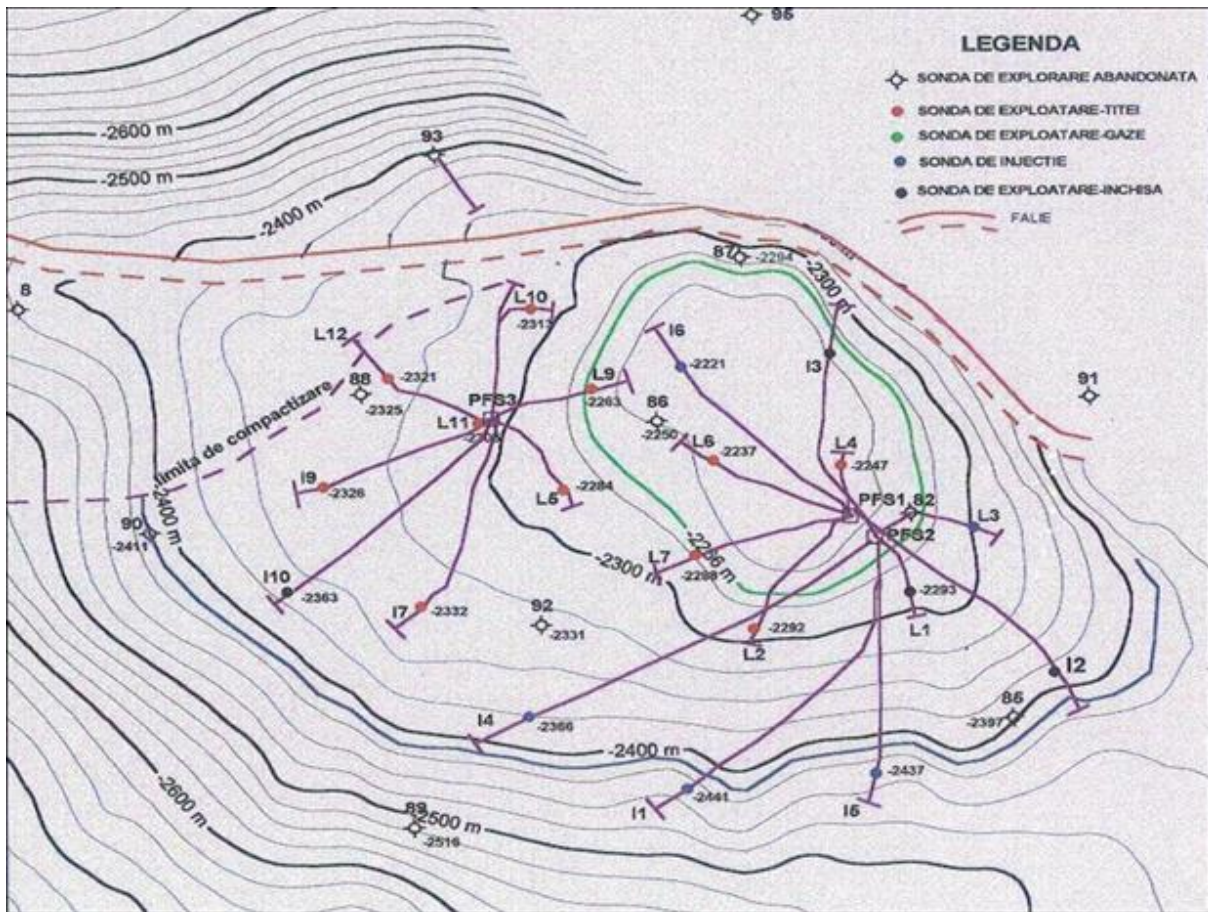 95
LEGENDA
SONDA DE EXPLORARE ABANDONATA
SONDA DE EXPLOATARE-TITEI
SONDA DE EXPLOATARE-GAZE
SONDA DE INJECTIE
SONDA DE EXPLOATARE-INCHISA
FALIE
-2600 m
93
-2500 m
-2400 m
87
-2294
-2300 m
8
L10
-2313
L12
-2321
88
-2325
I6
-2221
I3
L9
-2263
PFS3
L11
86
-2250
91
limita de compactizare
L6
-2237
L4
-2247
I9
-2326
L5
-2284
PFS1
82
PFS2
L3
-2400 m
90
-2411
-2300 m
L7
-2288
-2266 m
I10
-2363
I7
-2332
92
-2331
-2293
L1
-2292
L2
I2
85
-2397
I4
-2366
-2400 m
-2437
I5
I1
-2441
-2600 m
89
-2500 m
-2516